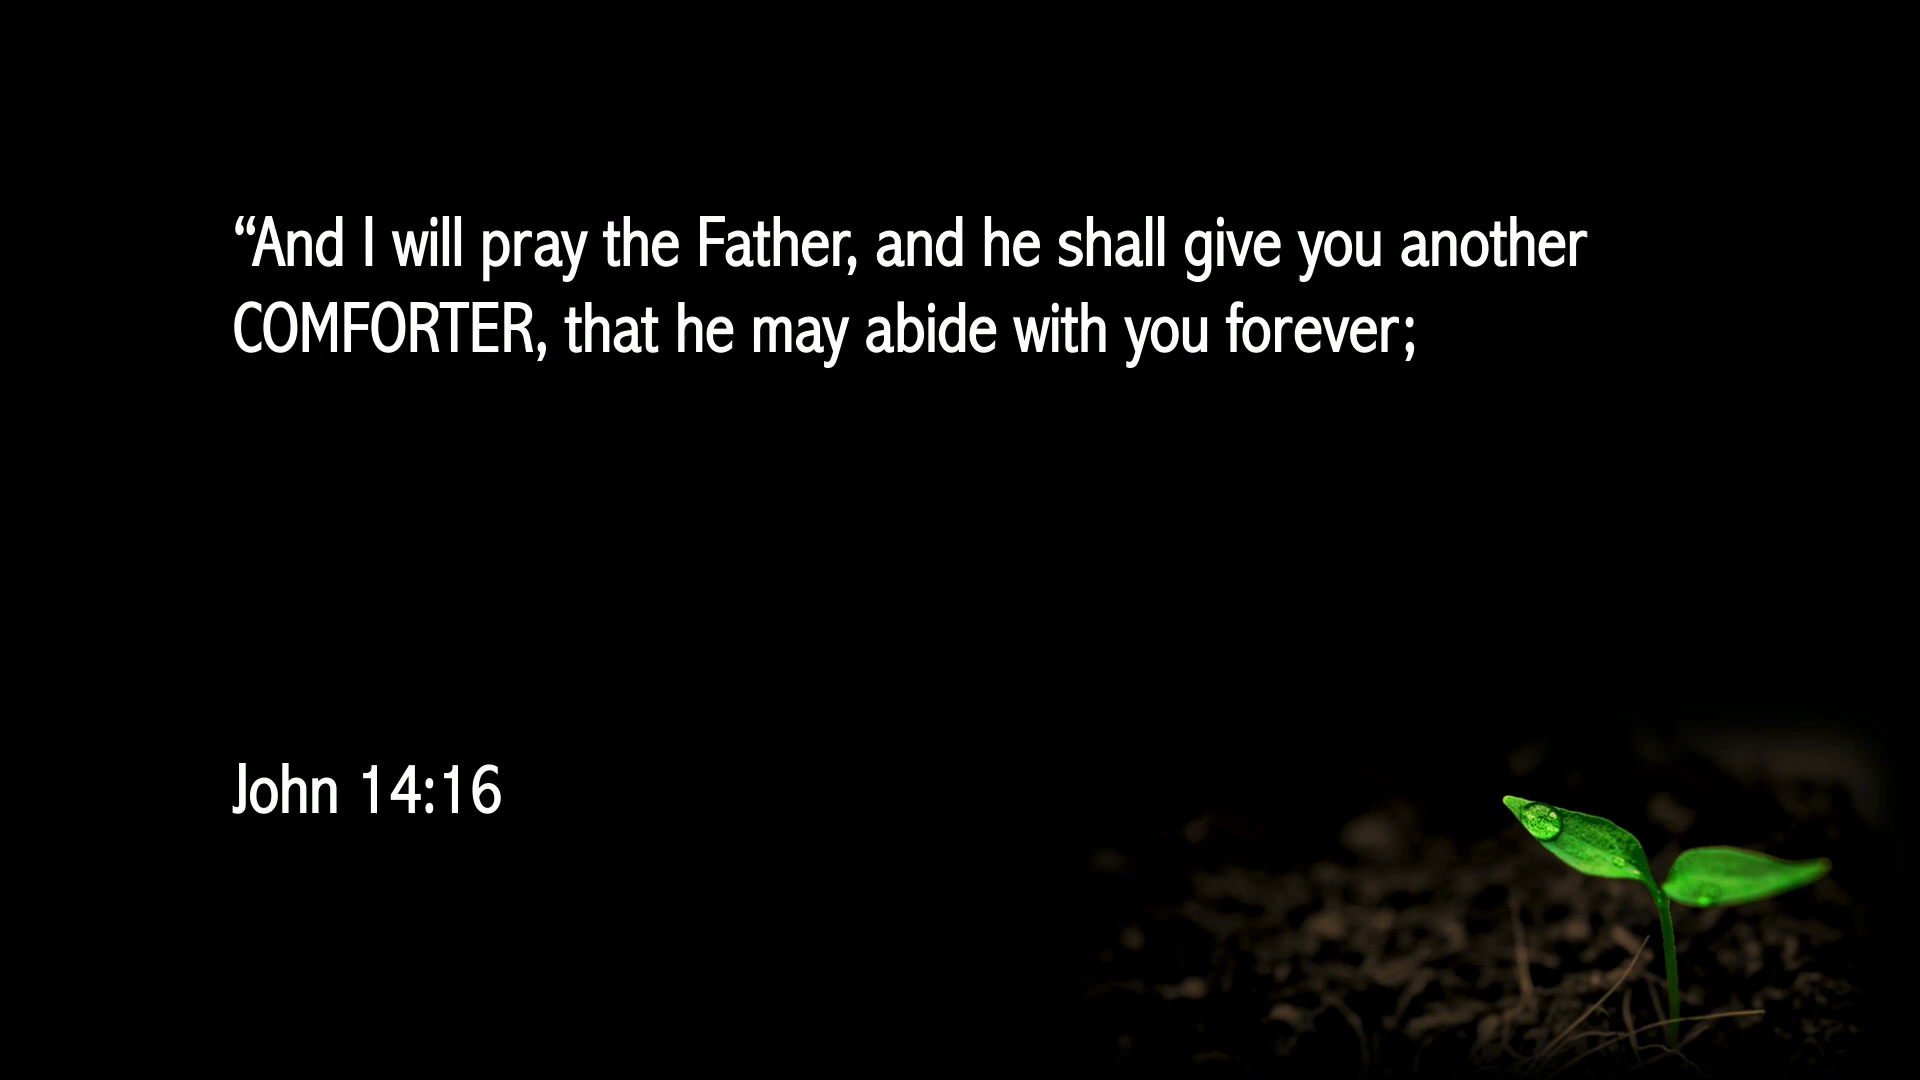 “And I will pray the Father, and he shall give you another
COMFORTER, that he may abide with you forever;
John 14:16